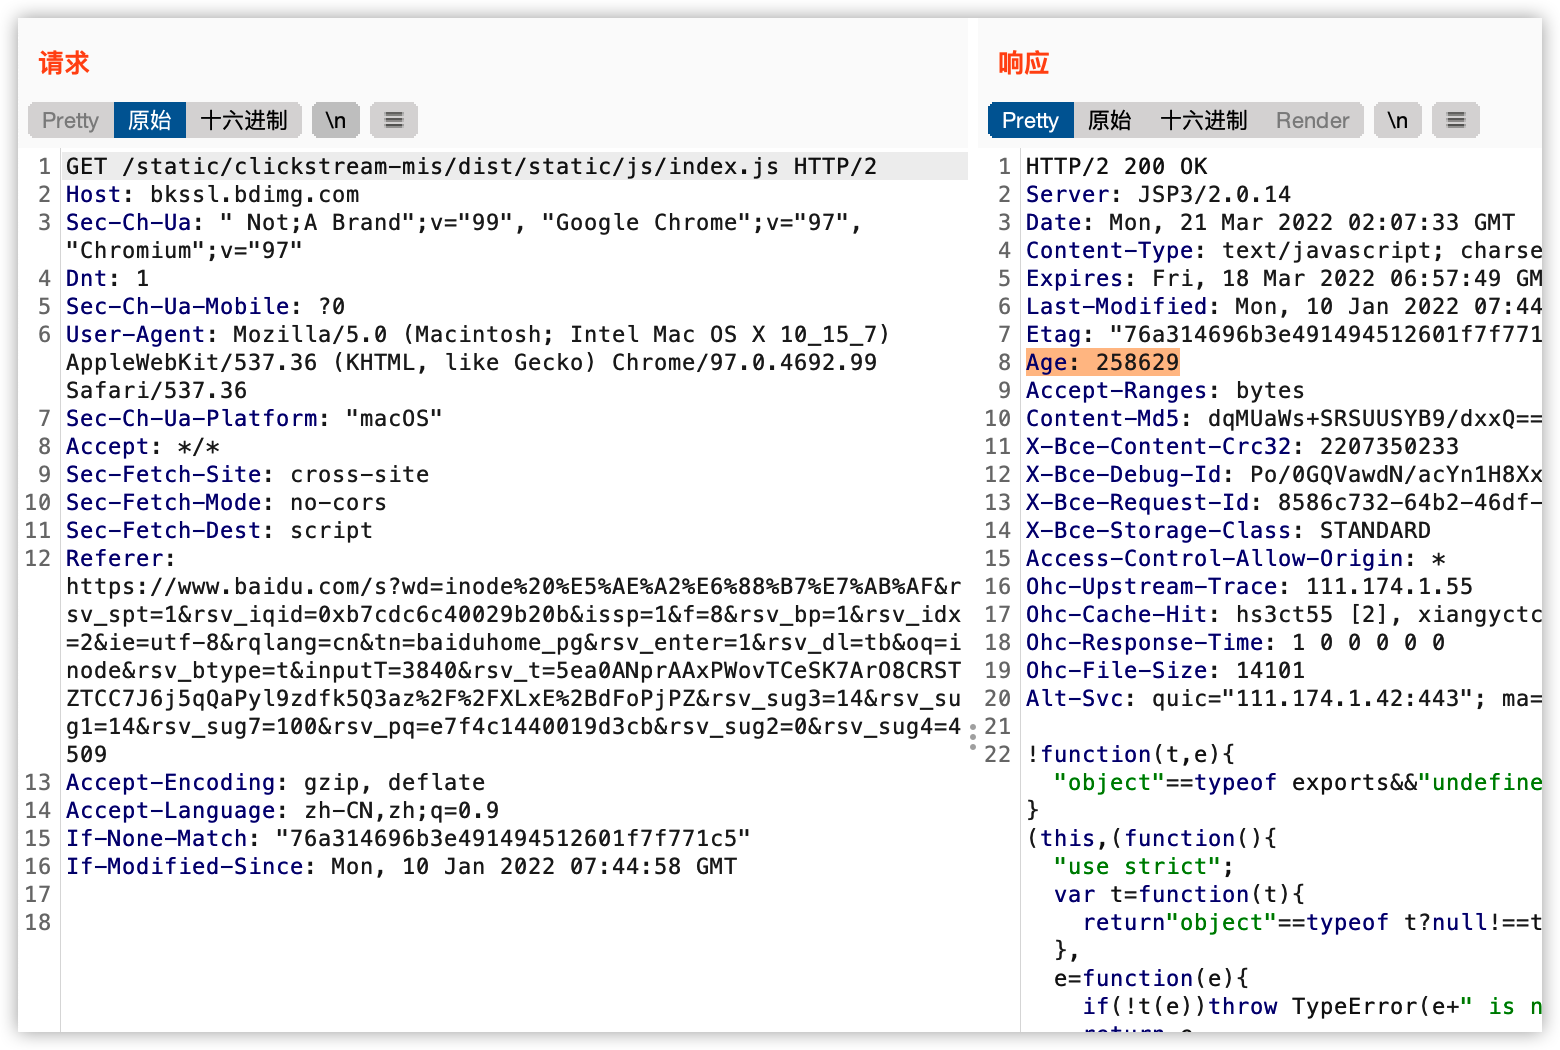 请求
Pretty 原始 十六进制 \n
1 GET /static/clickstream-mis/dist/static/js/index.js HTTP/2
2 Host: bkssl.bdimg.com
3 Sec-Ch-Ua: " Not;A Brand";v="99", "Google Chrome";v="97",
"Chromium";v="97"
4 Dnt: 1
5 Sec-Ch-Ua-Mobile: ?0
6 User-Agent: Mozilla/5.0 (Macintosh; Intel Mac OS X 10_15_7)
AppleWebKit/537.36 (KHTML, like Gecko) Chrome/97.0.4692.99
Safari/537.36
7 Sec-Ch-Ua-Platform: "macOS"
8 Accept: */*
9 Sec-Fetch-Site: cross-site
10 Sec-Fetch-Mode: no-cors
11 Sec-Fetch-Dest: script
12 Referer:
https://www.baidu.com/s?wd=inode%20%E5%AE%A2%E6%88%B7%E7%AB%AF&r
sv_spt=1&rsv_iqid=0xb7cdc6c40029b20b&issp=1&f=8&rsv_bp=1&rsv_idx
=2&ie=utf-8&rqlang=cn&tn=baiduhome_pg&rsv_enter=1&rsv_dl=tb&oq=i
node&rsv_btype=t&inputT=3840&rsv_t=5ea0ANprAAxPWovTCeSK7ArO8CRST
ZTCC7J6j5qQaPyl9zdfk5Q3az%2F%2FXLxE%2BdFoPjPZ&rsv_sug3=14&rsv_su
g1=14&rsv_sug7=100&rsv_pq=e7f4c1440019d3cb&rsv_sug2=0&rsv_sug4=4
509
13 Accept-Encoding: gzip, deflate
14 Accept-Language: zh-CN,zh;q=0.9
15 If-None-Match: "76a314696b3e491494512601f7f771c5"
16 If-Modified-Since: Mon, 10 Jan 2022 07:44:58 GMT
17
18
响应
Pretty 原始 十六进制 Render \n
1 HTTP/2 200 OK
2 Server: JSP3/2.0.14
3 Date: Mon, 21 Mar 2022 02:07:33 GMT
4 Content-Type: text/javascript; charse
5 Expires: Fri, 18 Mar 2022 06:57:49 GM
6 Last-Modified: Mon, 10 Jan 2022 07:44
7 Etag: "76a314696b3e491494512601f7f771
8 Age: 258629
9 Accept-Ranges: bytes
10 Content-Md5: dqMUaWs+SRSUUSYB9/dxxQ==
11 X-Bce-Content-Crc32: 2207350233
12 X-Bce-Debug-Id: Po/0GQVawdN/acYn1H8Xx
13 X-Bce-Request-Id: 8586c732-64b2-46df-
14 X-Bce-Storage-Class: STANDARD
15 Access-Control-Allow-Origin: *
16 Ohc-Upstream-Trace: 111.174.1.55
17 Ohc-Cache-Hit: hs3ct55 [2], xiangyctc
18 Ohc-Response-Time: 1 0 0 0 0 0
19 Ohc-File-Size: 14101
20 Alt-Svc: quic="111.174.1.42:443"; ma=
21
22 !function(t,e){
"object"==typeof exports&&"undefine
}
(this,(function(){
"use strict";
var t=function(t){
return"object"==typeof t?null!==t
},
e=function(e){
if(!t(e))throw TypeError(e+" is n